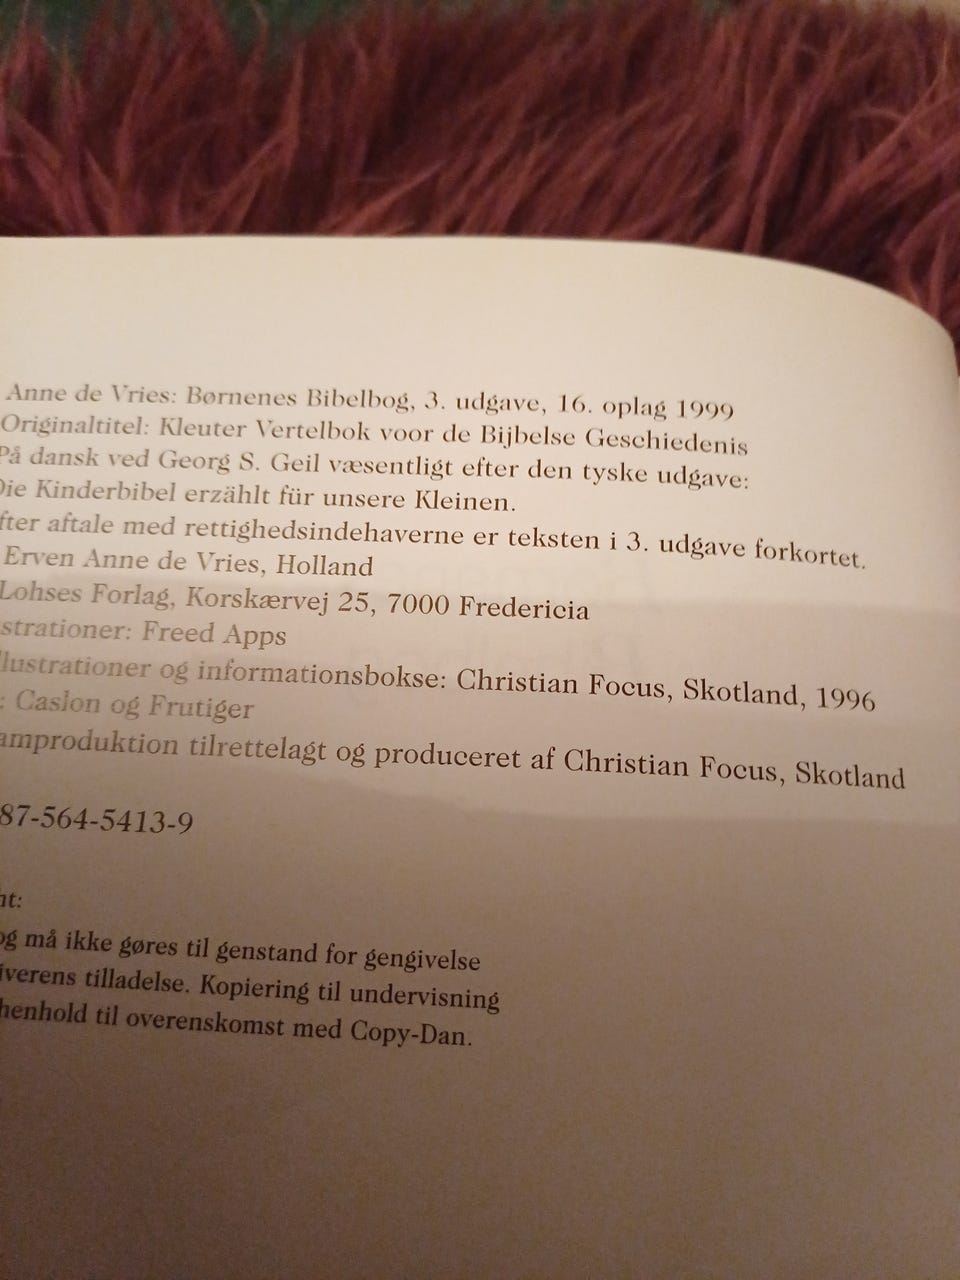 Anne de Vries: Børnenes Bibelbog, 3. udgave, 16. oplag 1999
Originaltitel: Kleuter Vertelbok voor de Bijbelse Geschiedenis
På dansk ved Georg S. Geil væsentligt efter den tyske udgave:
Die Kinderbibel erzählt für unsere Kleinen.
fter aftale med rettighedsindehaverne er teksten i 3. udgave forkortet.
Erven Anne de Vries, Holland
Lohses Forlag, Korskærvej 25, 7000 Fredericia
strationer: Freed Apps
llustrationer og informationsbokse: Christian Focus, Skotland, 1996
: Caslon og Frutiger
amproduktion tilrettelagt og produceret af Christian Focus, Skotland
87-564-5413-9
ht:
og må ikke gøres til genstand for gengivelse
iverens tilladelse. Kopiering til undervisning
henhold til overenskomst med Copy-Dan.